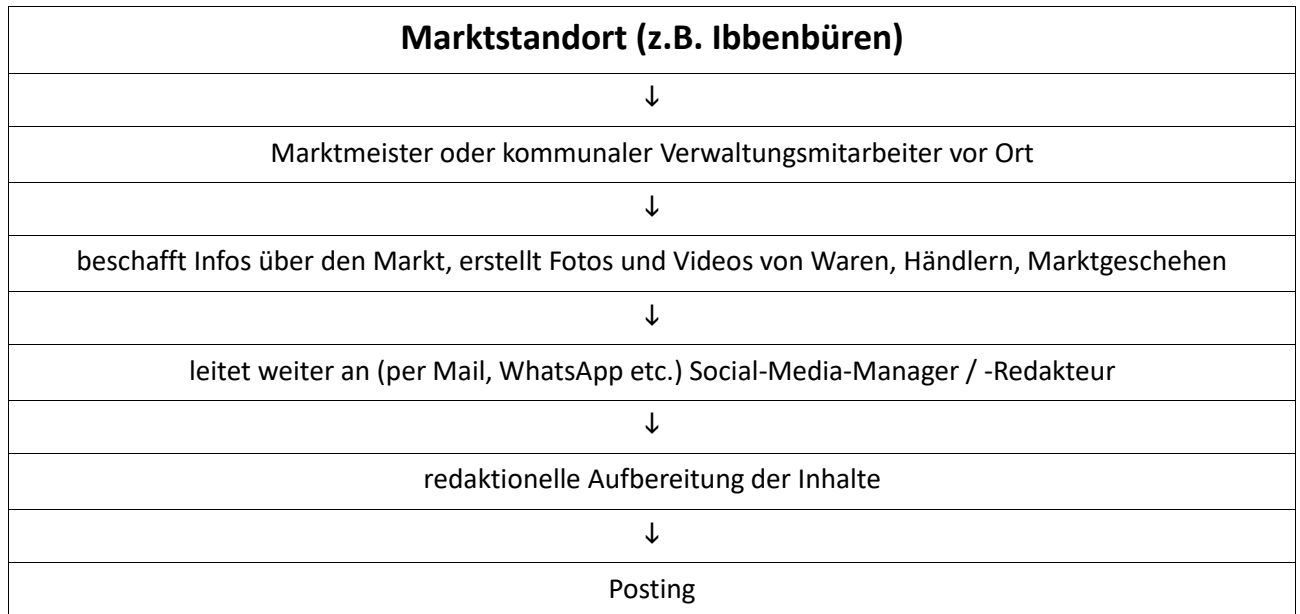 Marktstandort (z.B. Ibbenbüren)
↓
Marktmeister oder kommunaler Verwaltungsmitarbeiter vor Ort
↓
beschafft Infos über den Markt, erstellt Fotos und Videos von Waren, Händlern, Marktgeschehen
↓
leitet weiter an (per Mail, WhatsApp etc.) Social-Media-Manager / -Redakteur
↓
redaktionelle Aufbereitung der Inhalte
↓
Posting